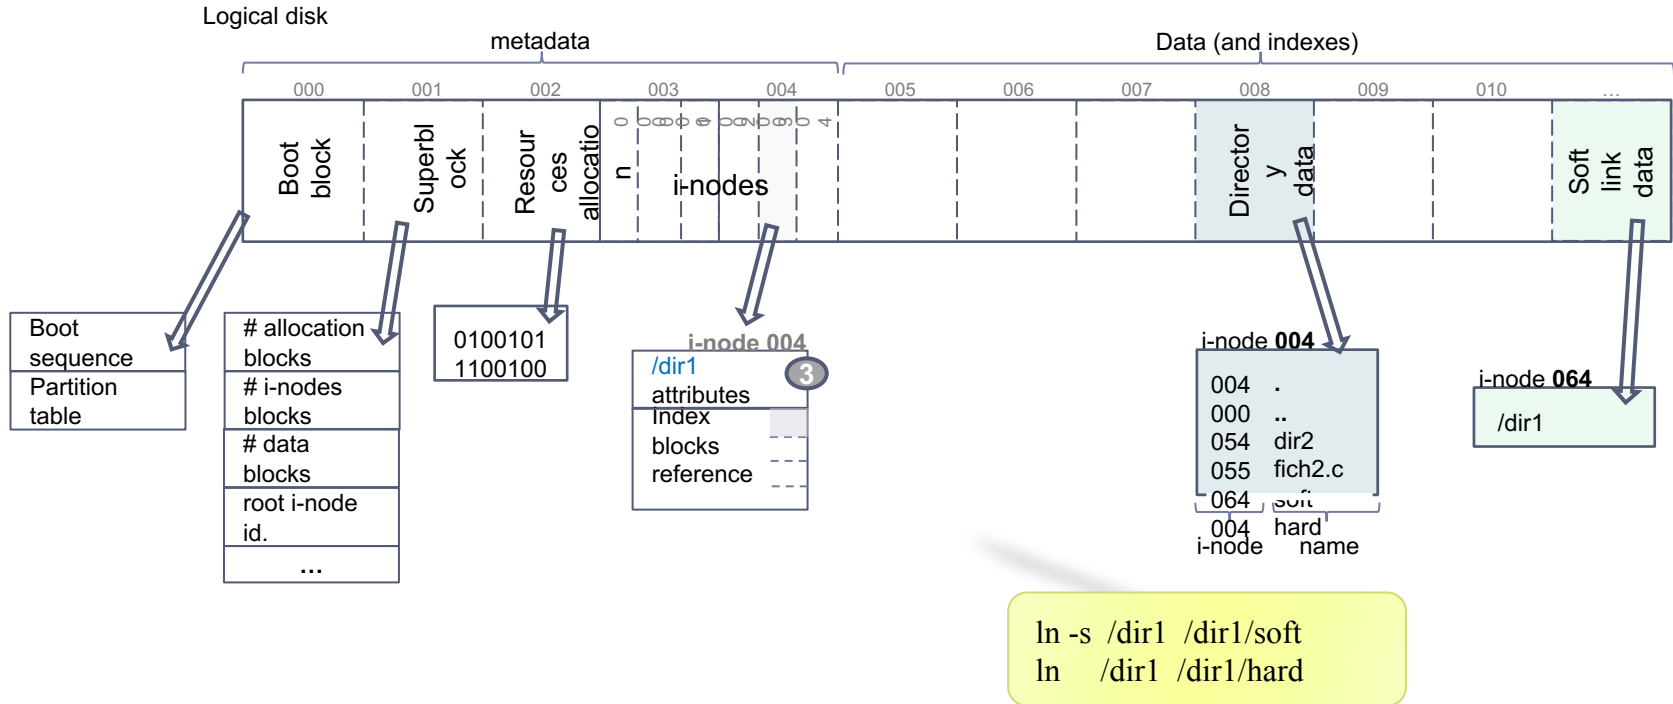 Logical disk
metadata
Data (and indexes)
000 001 002 003 004 005 006 007 008 009 010 ...
Boot
block
Superbl
ock
Resour
ces
allocatio
n
i-nodes
Director
y
data
Soft
link
data
Boot
sequence
Partition
table
# allocation
blocks
# i-nodes
blocks
# data
blocks
root i-node
id.
...
0100101
1100100
i-node 004
/dir1
3
attributes
Index
blocks
reference
i-node 004
004 .
000 ..
054 dir2
055 fich2.c
064 soft
004 hard
i-node name
i-node 064
/dir1
ln -s /dir1 /dir1/soft
ln /dir1 /dir1/hard